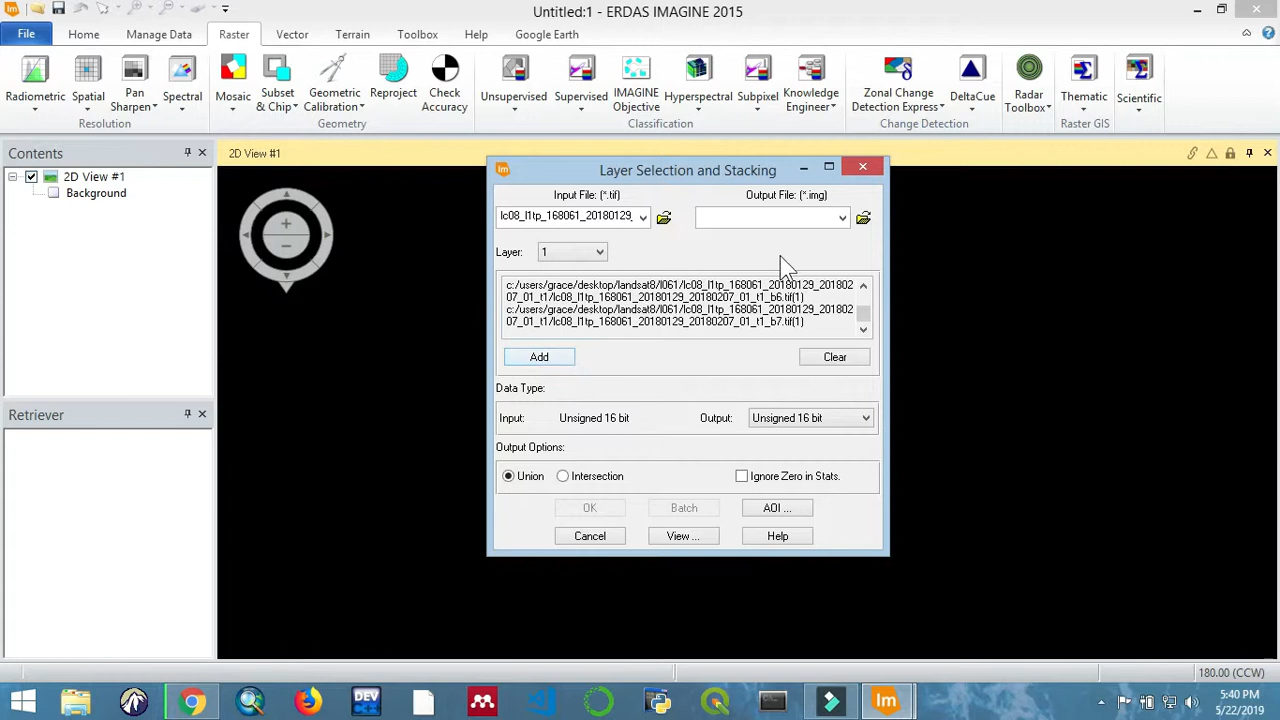 Untitled:1 - ERDAS IMAGINE 2015
File Home Manage Data Raster Vector Terrain Toolbox Help Google Earth
Radiometric Spatial Pan Sharpen Spectral Mosaic Subset & Chip Geometric Calibration Reproject Check Accuracy Unsupervised Supervised IMAGINE Objective Hyperspectral Subpixel Knowledge Engineer Zonal Change Detection Express DeltaCue Radar Toolbox Thematic Scientific
Resolution Geometry Classification Change Detection Raster GIS
Contents
2D View #1
2D View #1
Background
Retriever
Layer Selection and Stacking
Input File: (*.tif) Output File: (*.img)
lc08_l1tp_168061_20180129_
Layer: 1
c:/users/grace/desktop/landsat8/l061/lc08_l1tp_168061_20180129_201802
07_01_t1/lc08_l1tp_168061_20180129_20180207_01_t1_b6.tif(1)
c:/users/grace/desktop/landsat8/l061/lc08_l1tp_168061_20180129_201802
07_01_t1/lc08_l1tp_168061_20180129_20180207_01_t1_b7.tif(1)
Add Clear
Data Type:
Input: Unsigned 16 bit Output: Unsigned 16 bit
Output Options:
Union Intersection Ignore Zero in Stats.
OK Batch AOI ...
Cancel View ... Help
180.00 (CCW)
DEV
5:40 PM
5/22/2019